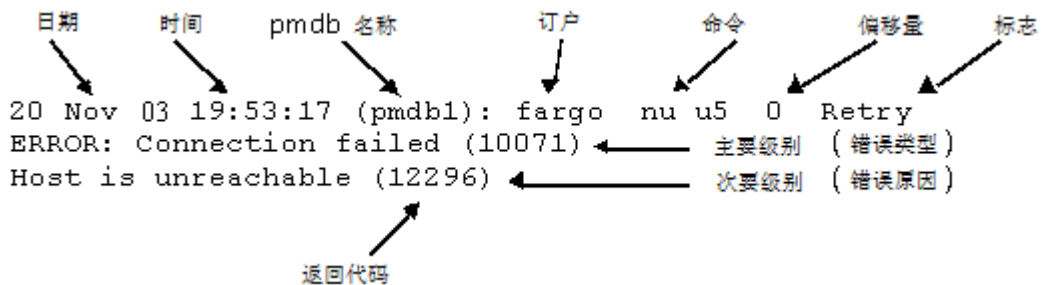 日期 时间 pmdb 名称 订户 命令 偏移量 标志
20 Nov 03 19:53:17 (pmdb1): fargo nu u5 0 Retry
ERROR: Connection failed (10071) 主要级别 (错误类型)
Host is unreachable (12296) 次要级别 (错误原因)
返回代码